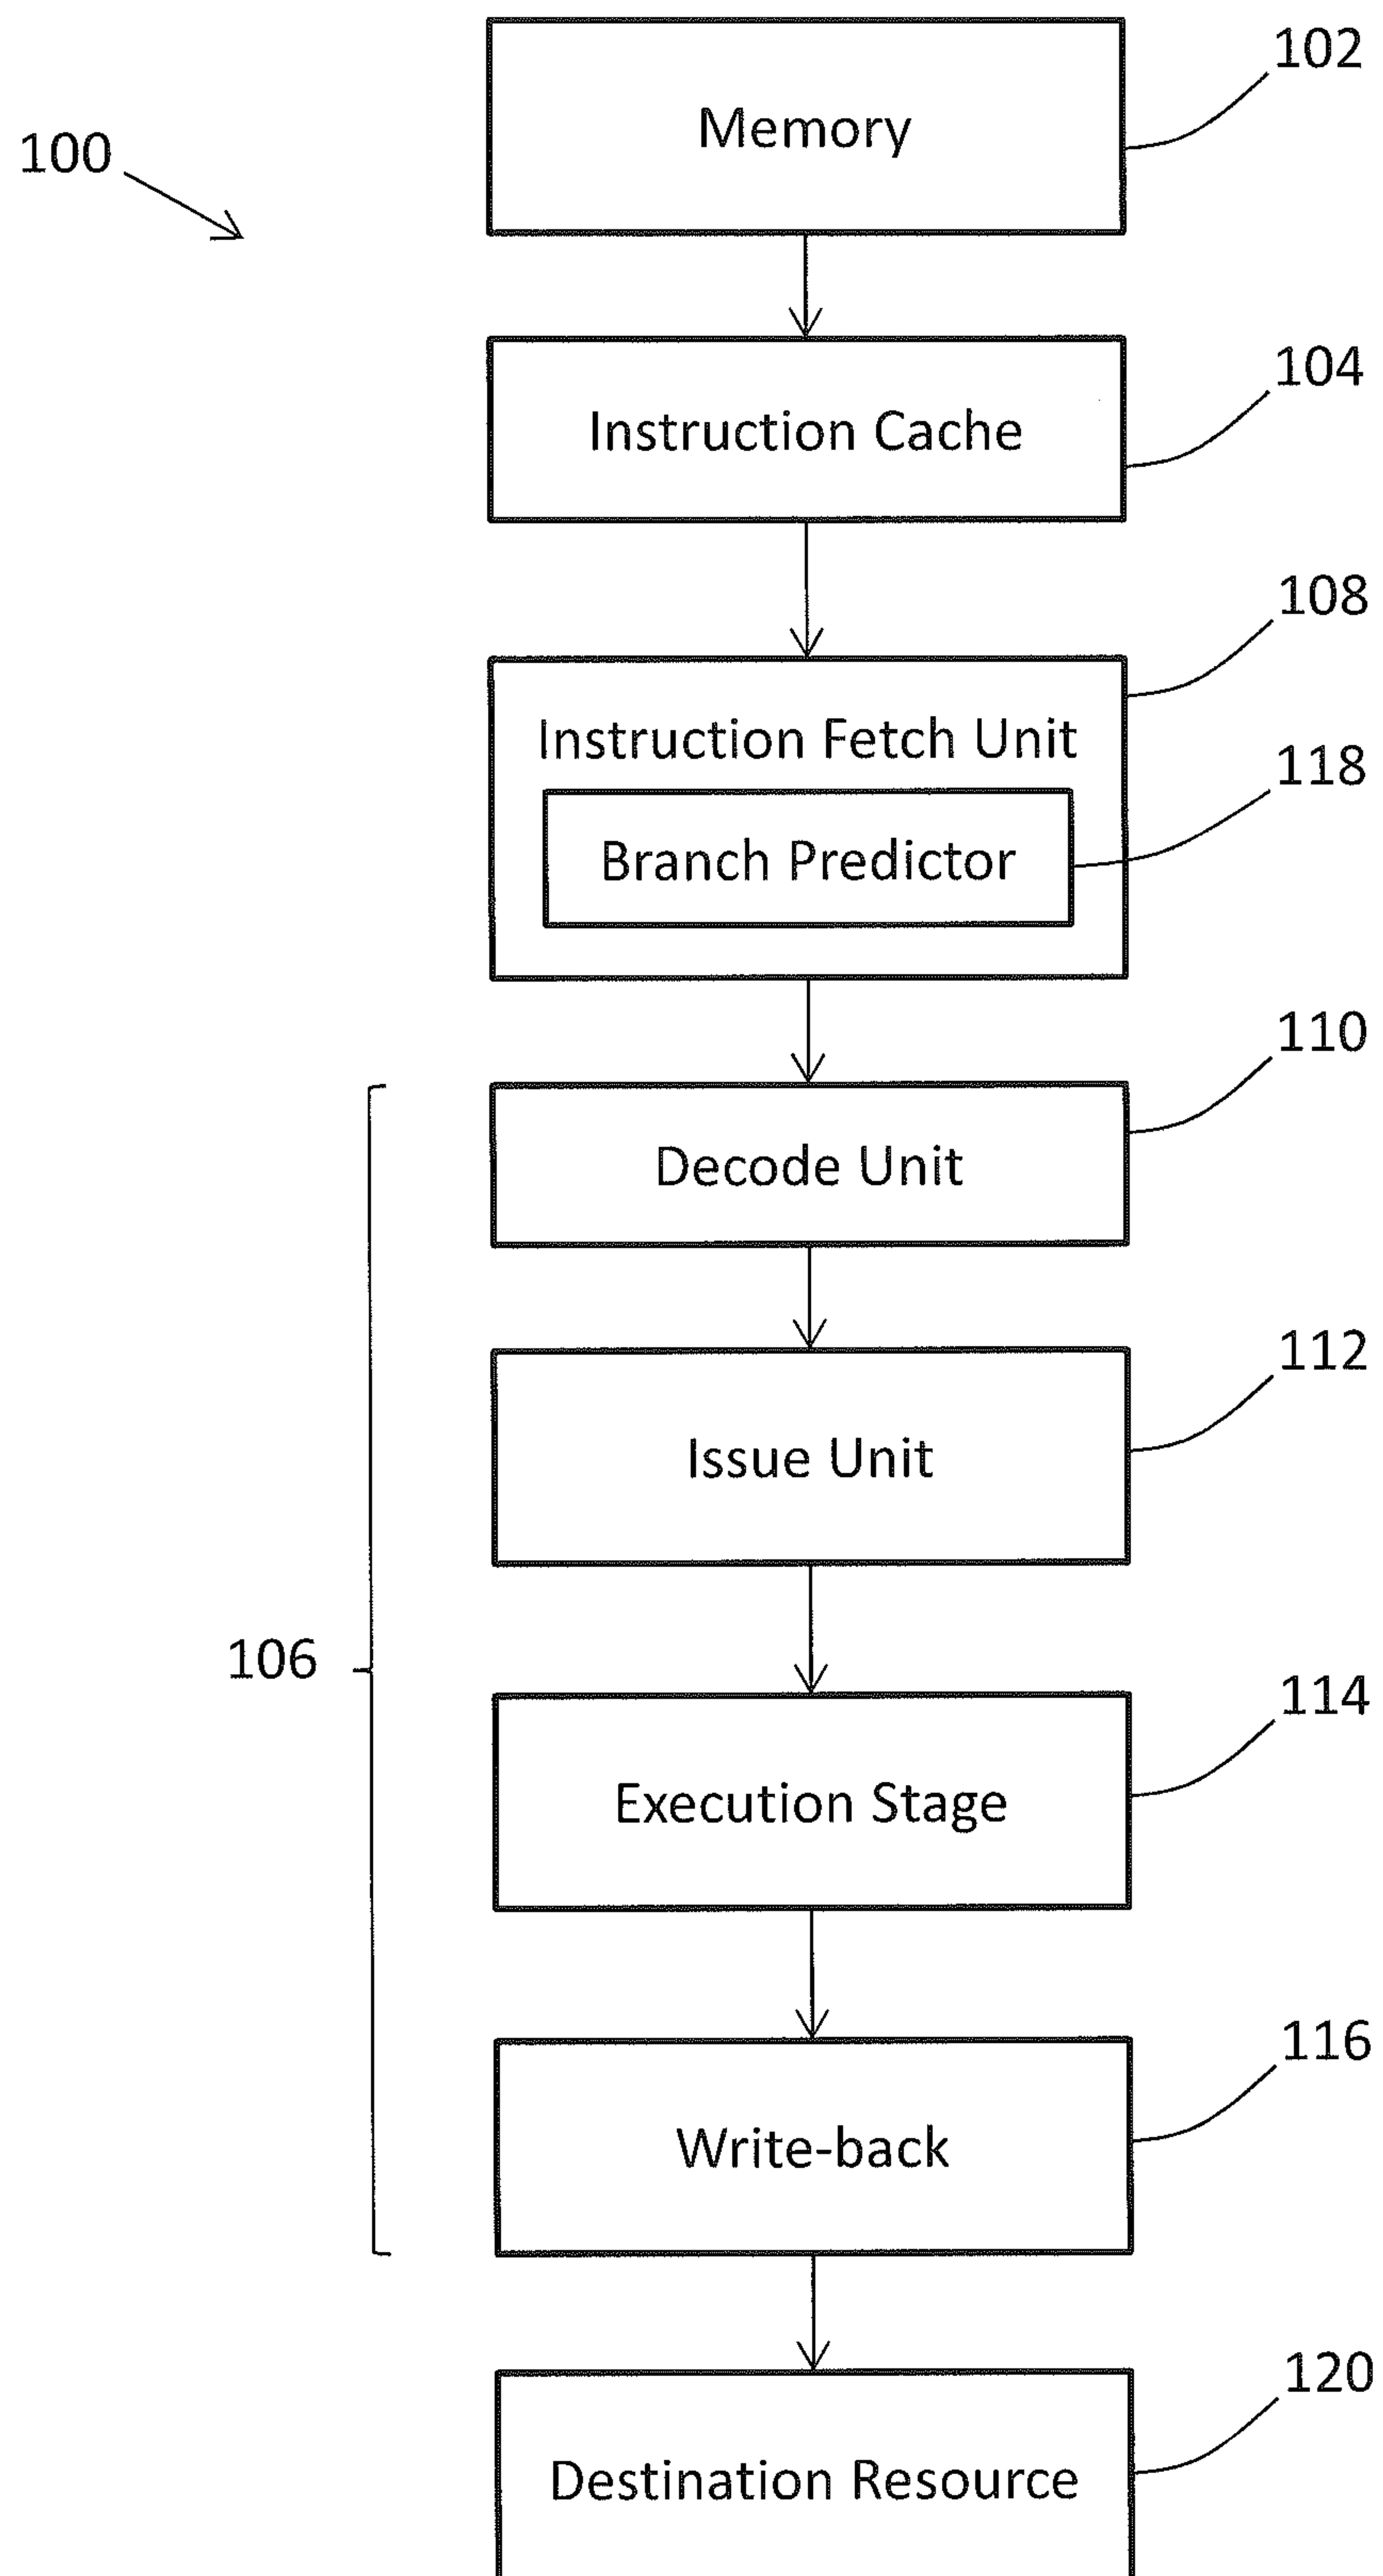 102
Memory
100
104
Instruction Cache
108
Instruction Fetch Unit
118
Branch Predictor
110
Decode Unit
112
Issue Unit
106
114
Execution Stage
116
Write-back
120
Destination Resource